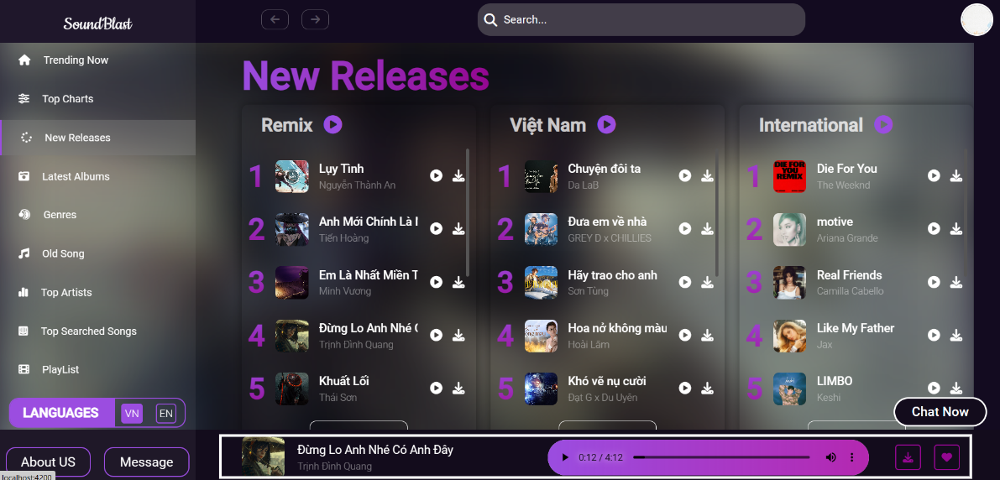 SoundBlast
Search...
Trending Now
Top Charts
New Releases
Latest Albums
Genres
Old Song
Top Artists
Top Searched Songs
PlayList
LANGUAGES VN EN
About US
Message
localhost:4200
New Releases
Remix
1 Lụy Tình
Nguyễn Thành An
2 Anh Mới Chính Là
Tiến Hoàng
3 Em Là Nhất Miền T
Minh Vương
4 Đừng Lo Anh Nhé C
Trịnh Đình Quang
5 Khuất Lối
Thái Sơn
Việt Nam
1 Chuyện đôi ta
Da LaB
2 Đưa em về nhà
GREY D x CHILLIES
3 Hãy trao cho anh
Sơn Tùng
4 Hoa nở không màu
Hoài Lâm
5 Khó vẽ nụ cười
Đạt G x Du Uyên
International
1 Die For You
The Weeknd
DIE FOR
YOU
REMIX
2 motive
Ariana Grande
3 Real Friends
Camilla Cabello
4 Like My Father
Jax
5 LIMBO
Keshi
Chat Now
Đừng Lo Anh Nhé Có Anh Đây
Trịnh Đình Quang
0:12 / 4:12